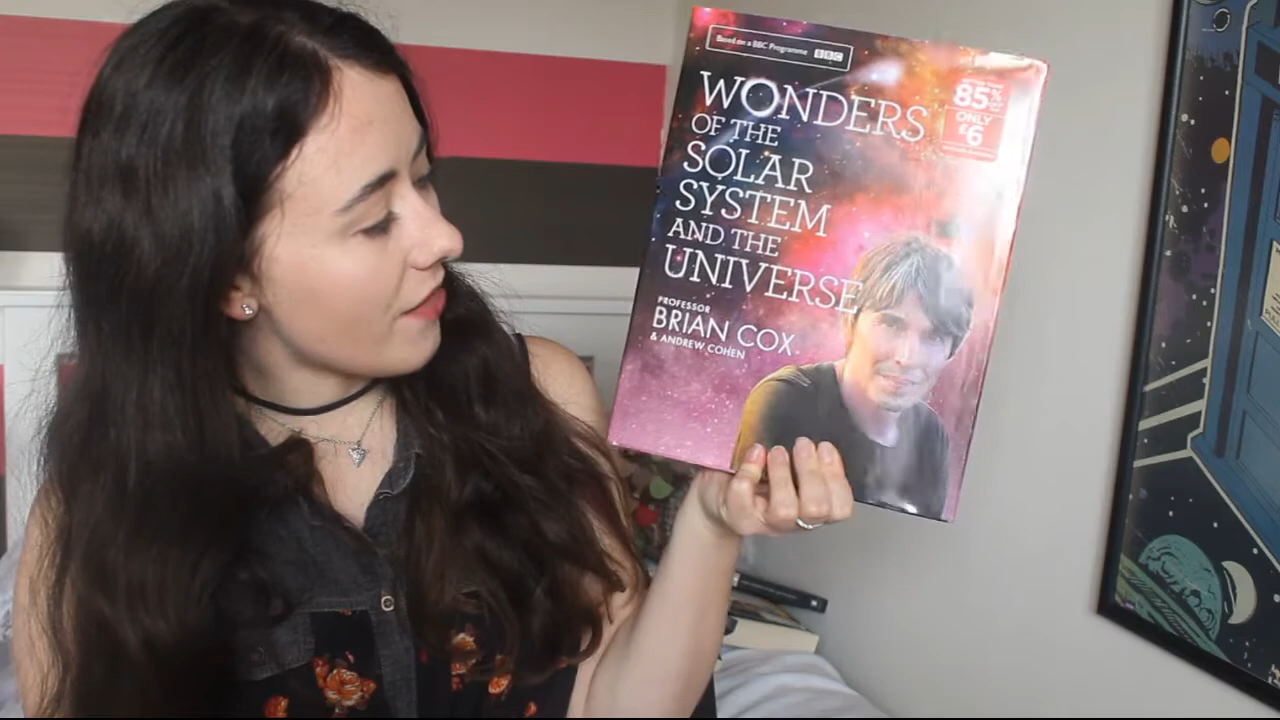 Based on a BBC Programme BBC
WONDERS
OF THE
SOLAR
SYSTEM
AND THE
UNIVERSE
PROFESSOR
BRIAN COX
& ANDREW COHEN
85%
ONLY
£6